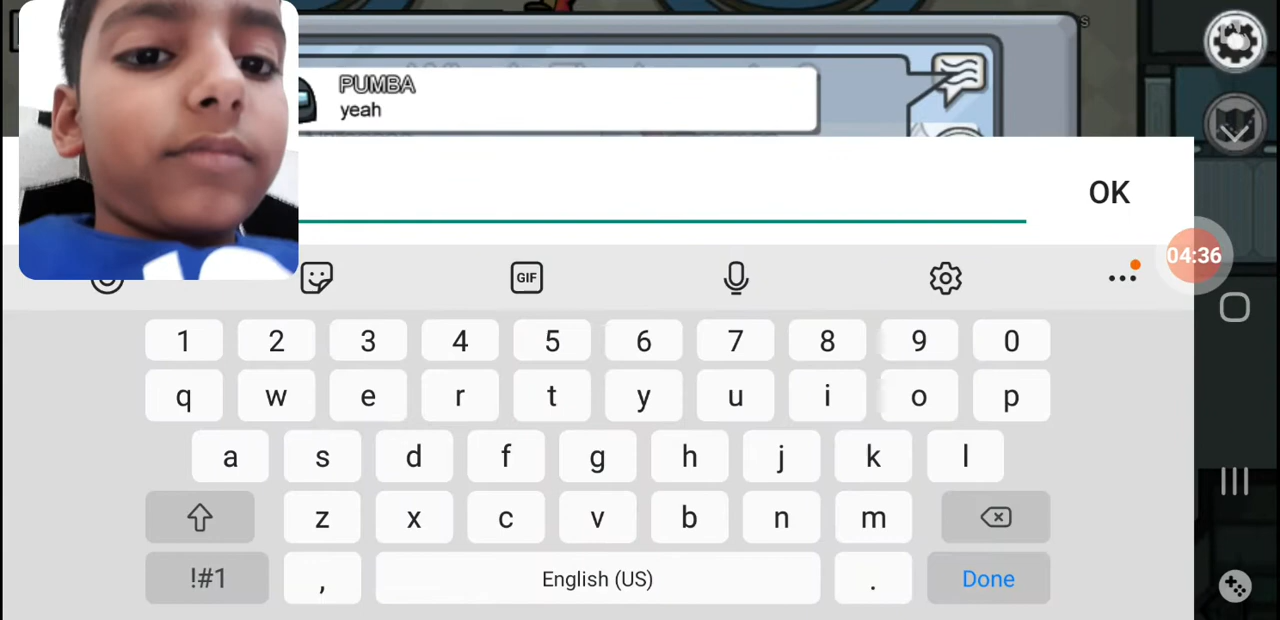 PUMBA
yeah
OK
04:36
GIF
1 2 3 4 5 6 7 8 9 0
q w e r t y u i o p
a s d f g h j k l
z x c v b n m
!#1 , English (US) . Done